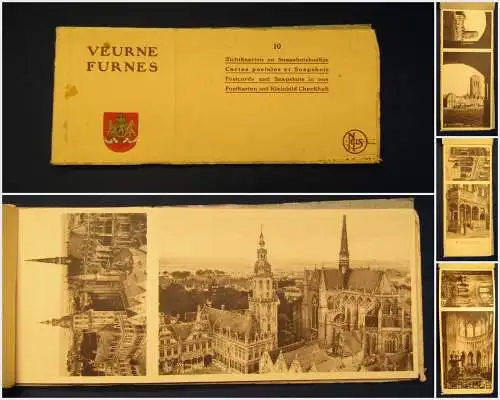 VEURNE
FURNES
10
Zichtkaarten en Snapshotsboekje
Cartes postales et Snapshots
Postcards and Snapshots in one
Postkarten und Kleinbild Checkheft
NELS